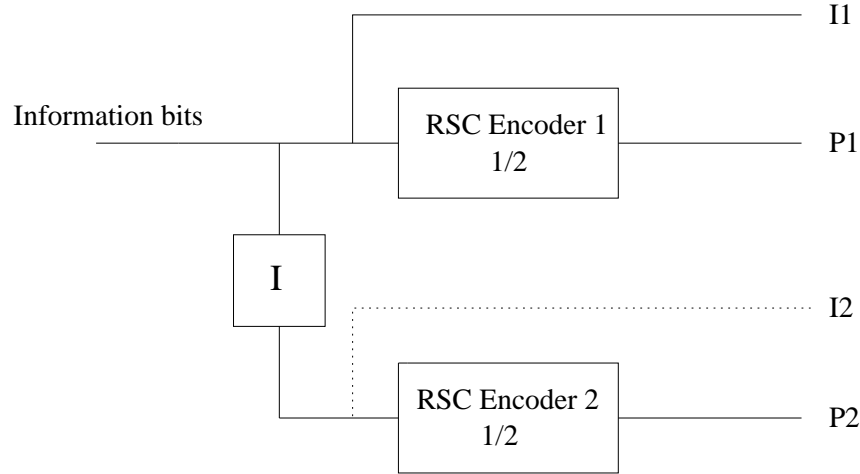 I1
Information bits
RSC Encoder 1
1/2
P1
I
I2
RSC Encoder 2
1/2
P2